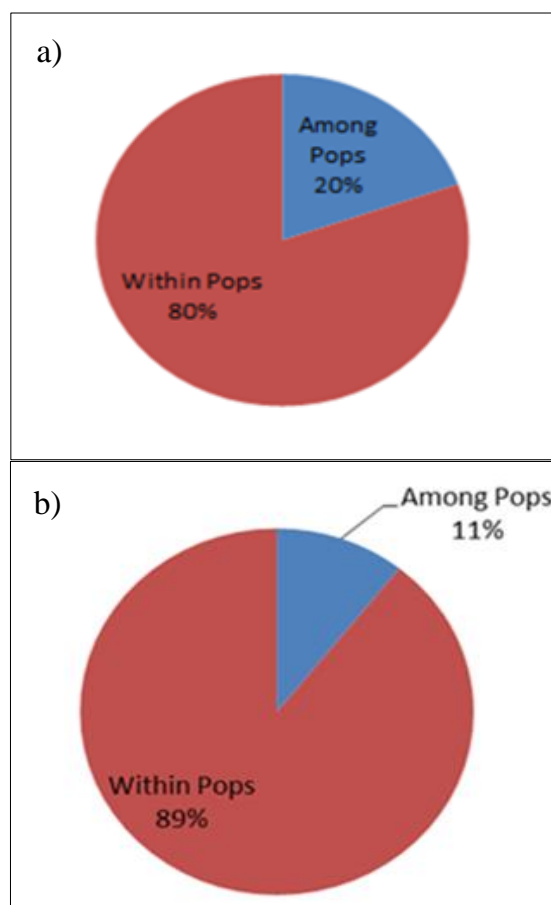 a)
Among
Pops
20%
Within Pops
80%
b)
Among Pops
11%
Within Pops
89%